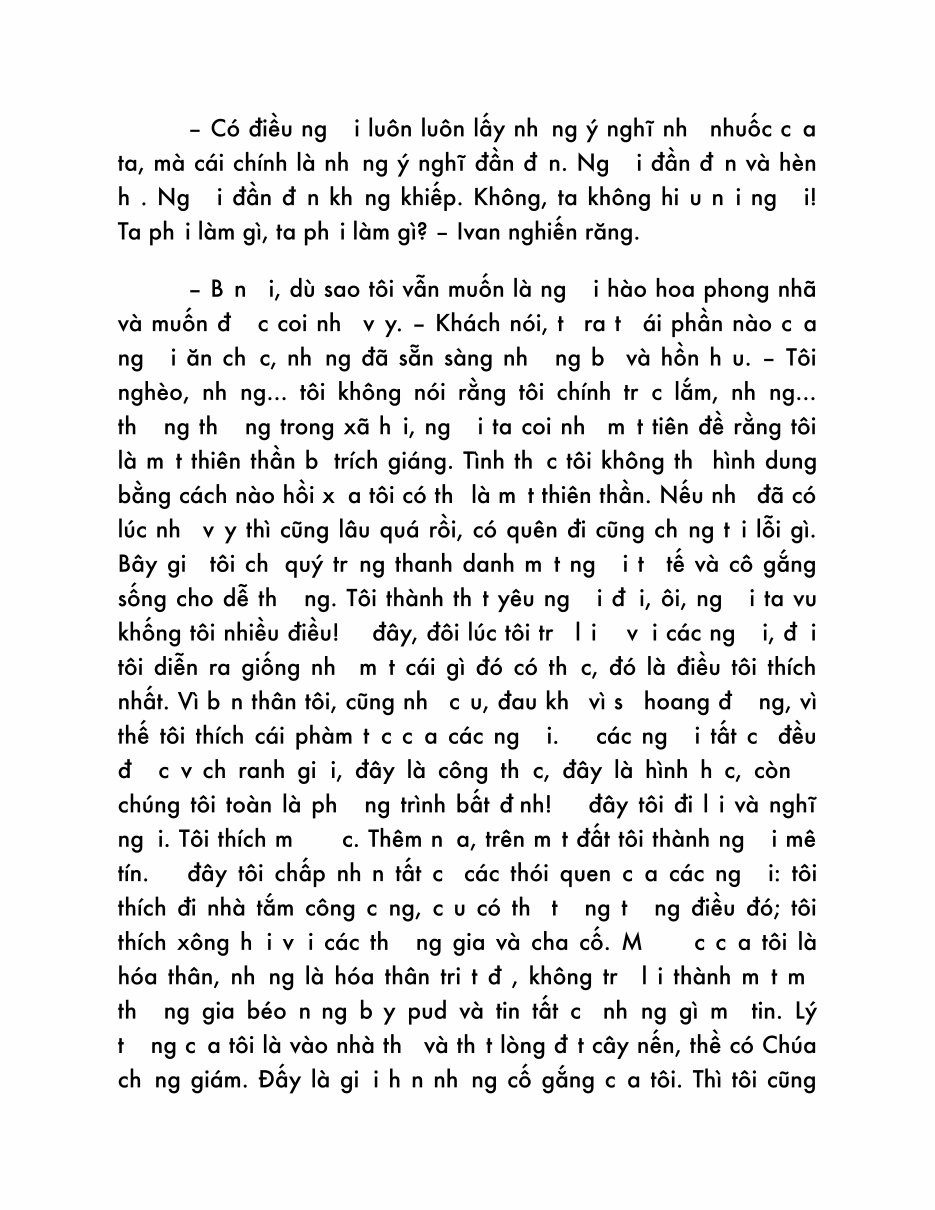 – Có điều ng i luôn luôn lấy nh ng ý nghĩ nh nhuốc c a
ta, mà cái chính là nh ng ý nghĩ đần đ n. Ng i đần đ n và hèn
h . Ng i đần đ n kh ng khiếp. Không, ta không hi u n i ng i!
Ta ph i làm gì, ta ph i làm gì? – Ivan nghiến răng.
– B n i, dù sao tôi vẫn muốn là ng i hào hoa phong nhã
và muốn đ c coi nh v y. – Khách nói, t ra t ái phần nào c a
ng i ăn ch c, nh ng đã sẵn sàng nh ng b và hồn h u. – Tôi
nghèo, nh ng... tôi không nói rằng tôi chính tr c lắm, nh ng...
th ng th ng trong xã h i, ng i ta coi nh m t tiên đề rằng tôi
là m t thiên thần b trích giáng. Tình th c tôi không th hình dung
bằng cách nào hồi x a tôi có th là m t thiên thần. Nếu nh đã có
lúc nh v y thì cũng lâu quá rồi, có quên đi cũng ch ng t i lỗi gì.
Bây gi tôi ch quý tr ng thanh danh m t ng i t tế và cô gắng
sống cho dễ th ng. Tôi thành th t yêu ng i đ i, ôi, ng i ta vu
khống tôi nhiều điều! đây, đôi lúc tôi tr l i v i các ng i, đ i
tôi diễn ra giống nh m t cái gì đó có th c, đó là điều tôi thích
nhất. Vì b n thân tôi, cũng nh c u, đau kh vì s hoang đ ng, vì
thế tôi thích cái phàm t c c a các ng i. các ng i tất c đều
đ c v ch ranh gi i, đây là công th c, đây là hình h c, còn
chúng tôi toàn là ph ng trình bất đ nh! đây tôi đi l i và nghĩ
ng i. Tôi thích m c. Thêm n a, trên m t đất tôi thành ng i mê
tín. đây tôi chấp nh n tất c các thói quen c a các ng i: tôi
thích đi nhà tắm công c ng, c u có th t ng t ng điều đó; tôi
thích xông h i v i các th ng gia và cha cố. M c c a tôi là
hóa thân, nh ng là hóa thân tri t đ , không tr l i thành m t m
th ng gia béo n ng b y pud và tin tất c nh ng gì m tin. Lý
t ng c a tôi là vào nhà th và th t lòng đ t cây nến, thề có Chúa
ch ng giám. Đấy là gi i h n nh ng cố gắng c a tôi. Thì tôi cũng